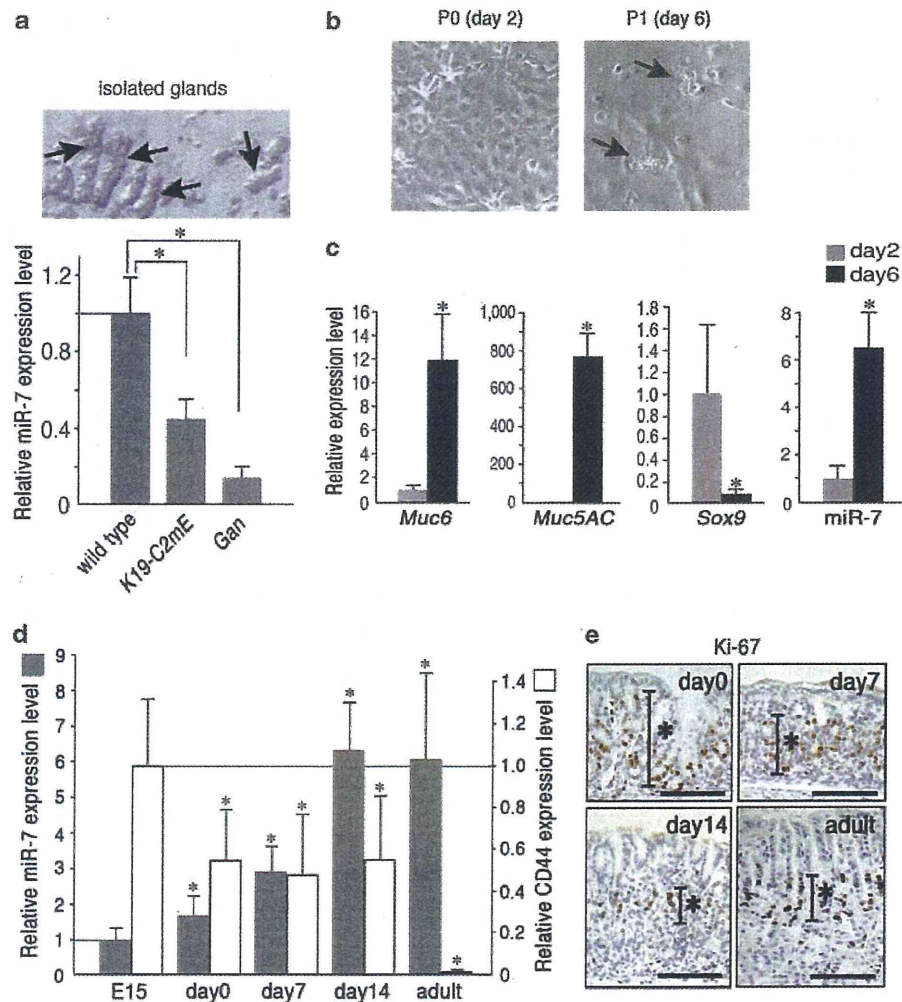 a
isolated glands
Relative miR-7 expression level
1.2
0.8
0.4
0
*
*
wild type
K19-C2mE
Gan
b
P0 (day 2)
P1 (day 6)
c
day2
day6
Relative expression level
16
14
12
10
8
6
4
2
0
*
Muc6
1,000
800
600
400
200
0
*
Muc5AC
1.8
1.6
1.4
1.2
1.0
0.8
0.6
0.4
0.2
0
*
Sox9
8
6
4
2
0
*
miR-7
d
Relative miR-7 expression level
9
8
7
6
5
4
3
2
1
0
* * * * * * * *
Relative CD44 expression level
1.4
1.2
1.0
0.8
0.6
0.4
0.2
0
E15 day0 day7 day14 adult
e
Ki-67
day0
*
day7
*
day14
*
adult
*